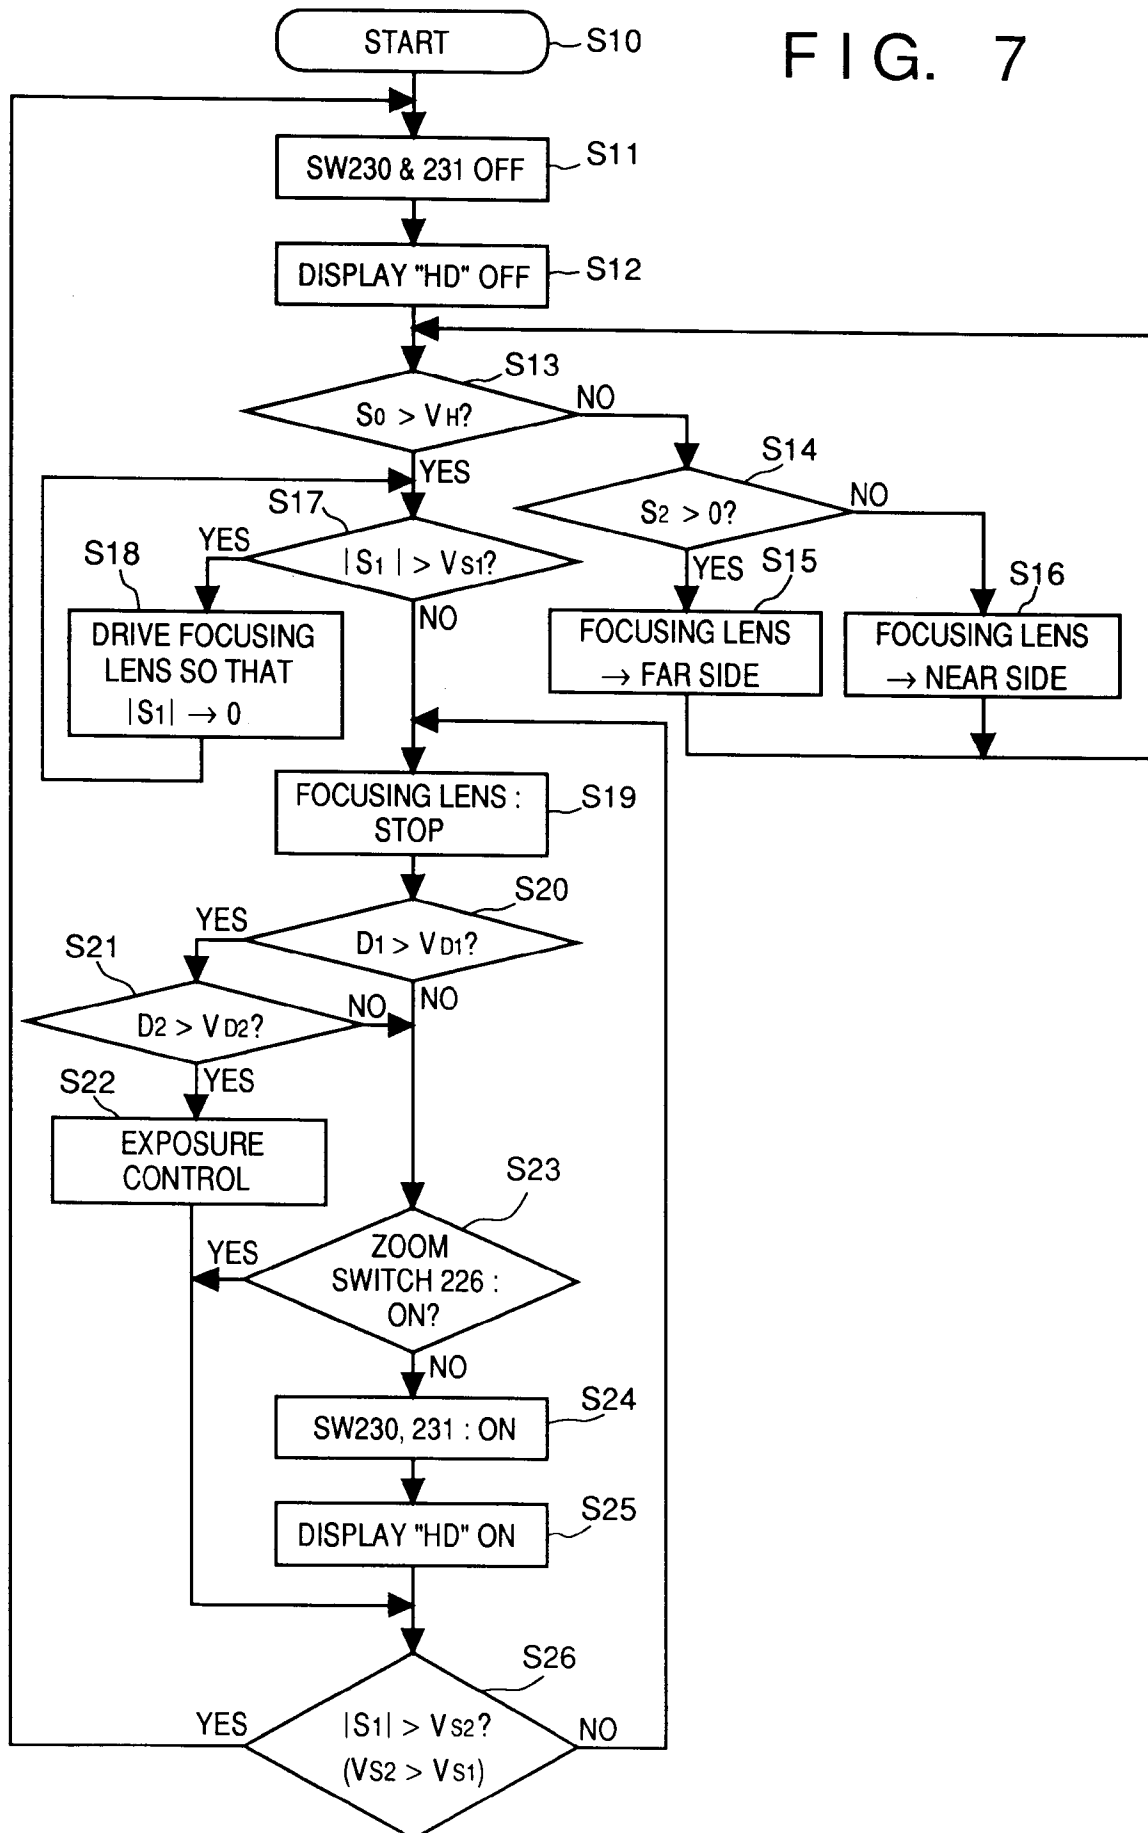 FIG. 7
START
S10
SW230 & 231 OFF
S11
DISPLAY "HD" OFF
S12
S13
S0 > VH?
NO
YES
S14
S2 > 0?
NO
YES
S15
FOCUSING LENS
→ FAR SIDE
S16
FOCUSING LENS
→ NEAR SIDE
S17
|S1| > VS1?
YES
NO
S18
DRIVE FOCUSING
LENS SO THAT
|S1| → 0
FOCUSING LENS :
STOP
S19
S20
D1 > VD1?
YES
NO
S21
D2 > VD2?
NO
YES
S22
EXPOSURE
CONTROL
S23
ZOOM
SWITCH 226 :
ON?
YES
NO
SW230, 231 : ON
S24
DISPLAY "HD" ON
S25
S26
|S1| > VS2?
(VS2 > VS1)
YES
NO